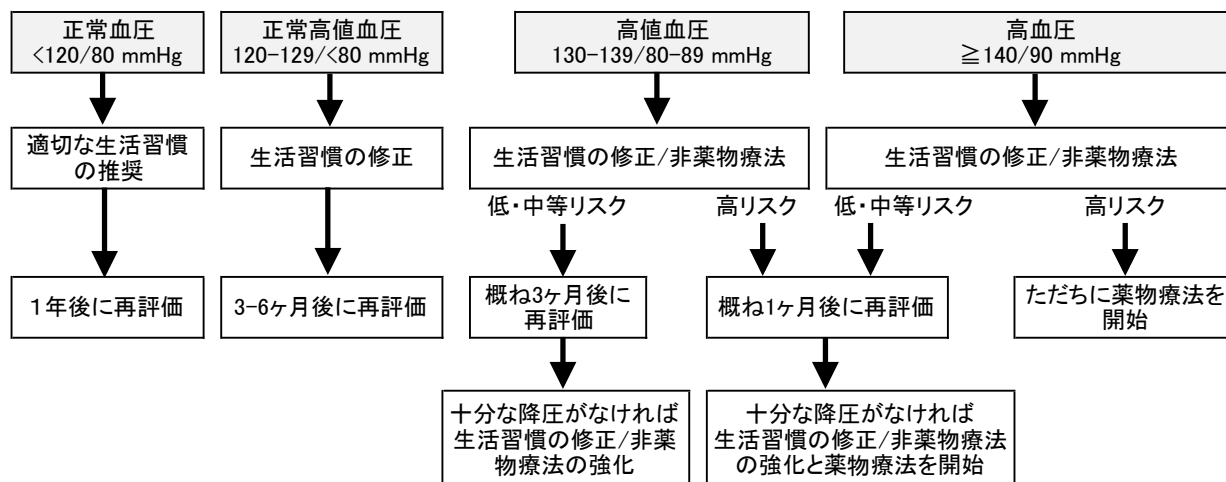 正常血圧
<120/80 mmHg
正常高値血圧
120-129/<80 mmHg
高値血圧
130-139/80-89 mmHg
高血圧
≧140/90 mmHg
適切な生活習慣
の推奨
生活習慣の修正
生活習慣の修正/非薬物療法
生活習慣の修正/非薬物療法
低・中等リスク
高リスク
低・中等リスク
高リスク
1年後に再評価
3-6ヶ月後に再評価
概ね3ヶ月後に
再評価
概ね1ヶ月後に再評価
ただちに薬物療法を
開始
十分な降圧がなければ
生活習慣の修正/非薬
物療法の強化
十分な降圧がなければ
生活習慣の修正/非薬物療法
の強化と薬物療法を開始